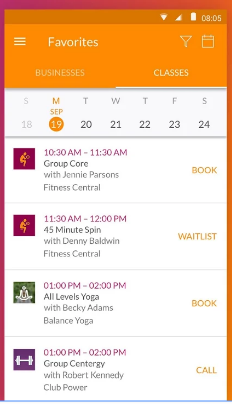 08:05
Favorites
BUSINESSES CLASSES
S M T W T F S
SEP
18 19 20 21 22 23 24
10:30 AM – 11:30 AM
Group Core
with Jennie Parsons
Fitness Central
BOOK
11:30 AM – 12:00 PM
45 Minute Spin
with Denny Baldwin
Fitness Central
WAITLIST
01:00 PM – 02:00 PM
All Levels Yoga
with Becky Adams
Balance Yoga
BOOK
01:00 PM – 02:00 PM
Group Centergy
with Robert Kennedy
Club Power
CALL